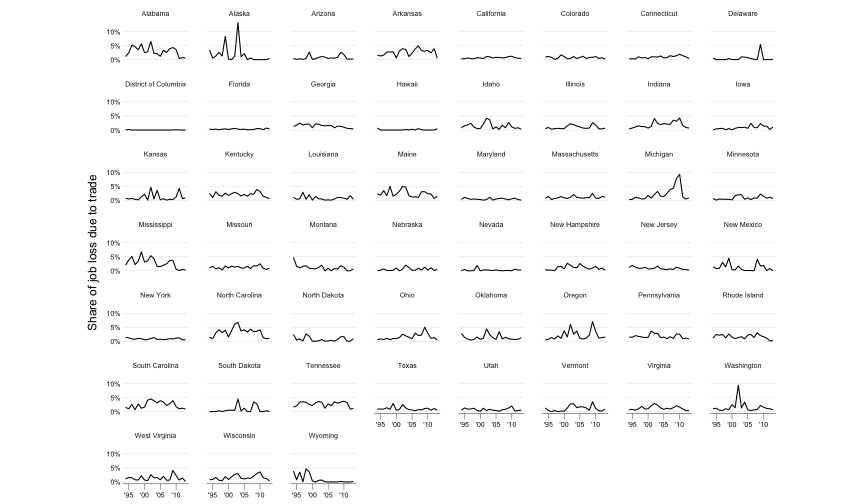 Alabama Alaska Arizona Arkansas California Colorado Connecticut Delaware
10%
5%
0%
District of Columbia Florida Georgia Hawaii Idaho Illinois Indiana Iowa
10%
5%
0%
Kansas Kentucky Louisiana Maine Maryland Massachusetts Michigan Minnesota
10%
5%
0%
Share of job loss due to trade
Mississippi Missouri Montana Nebraska Nevada New Hampshire New Jersey New Mexico
10%
5%
0%
New York North Carolina North Dakota Ohio Oklahoma Oregon Pennsylvania Rhode Island
10%
5%
0%
South Carolina South Dakota Tennessee Texas Utah Vermont Virginia Washington
10%
5%
0%
'95 '00 '05 '10 '95 '00 '05 '10 '95 '00 '05 '10 '95 '00 '05 '10 '95 '00 '05 '10
West Virginia Wisconsin Wyoming
10%
5%
0%
'95 '00 '05 '10 '95 '00 '05 '10 '95 '00 '05 '10